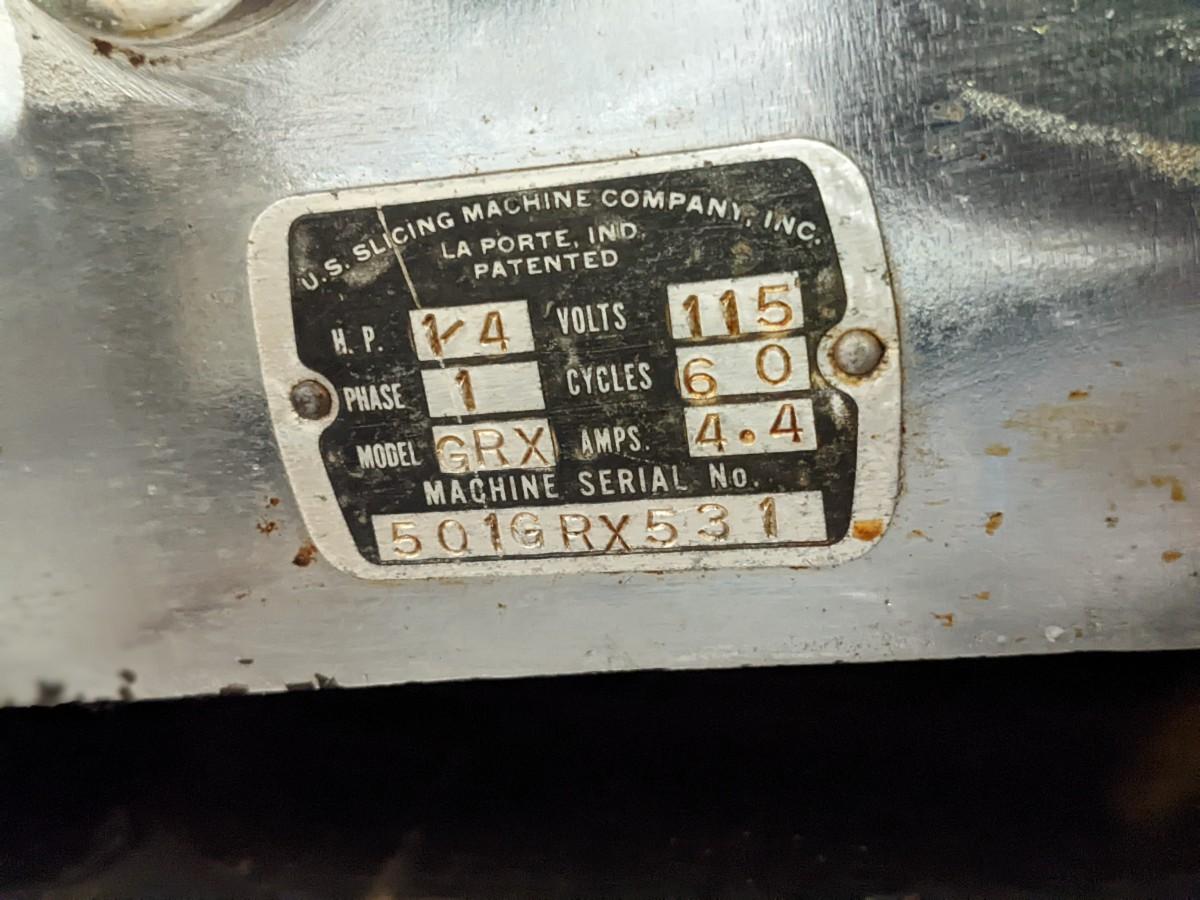 U.S. SLICING MACHINE COMPANY, INC.
LA PORTE, IND.
PATENTED
H.P. 1/4 VOLTS 115
PHASE 1 CYCLES 60
MODEL GRX AMPS. 4.4
MACHINE SERIAL No.
501GRX531